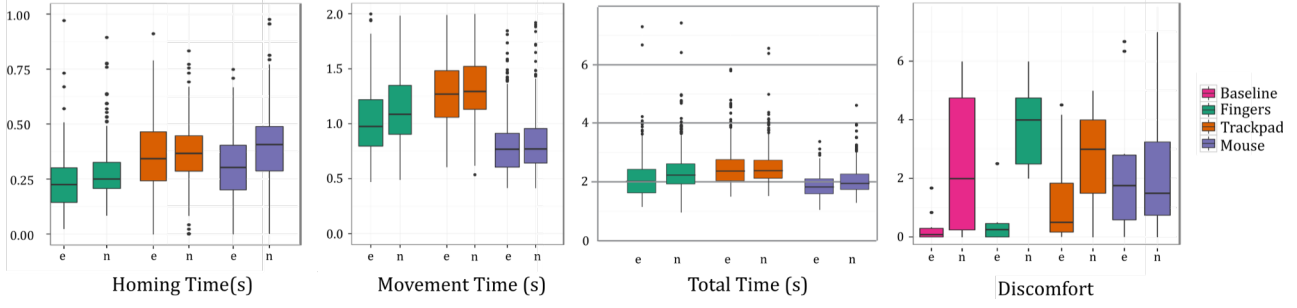 1.00
0.75
0.50
0.25
0.00
e n e n e n
Homing Time(s)
2.0
1.5
1.0
0.5
0.0
e n e n e n
Movement Time (s)
6
4
2
0
e n e n e n
Total Time (s)
6
4
2
0
e n e n e n e n
Discomfort
Baseline
Fingers
Trackpad
Mouse